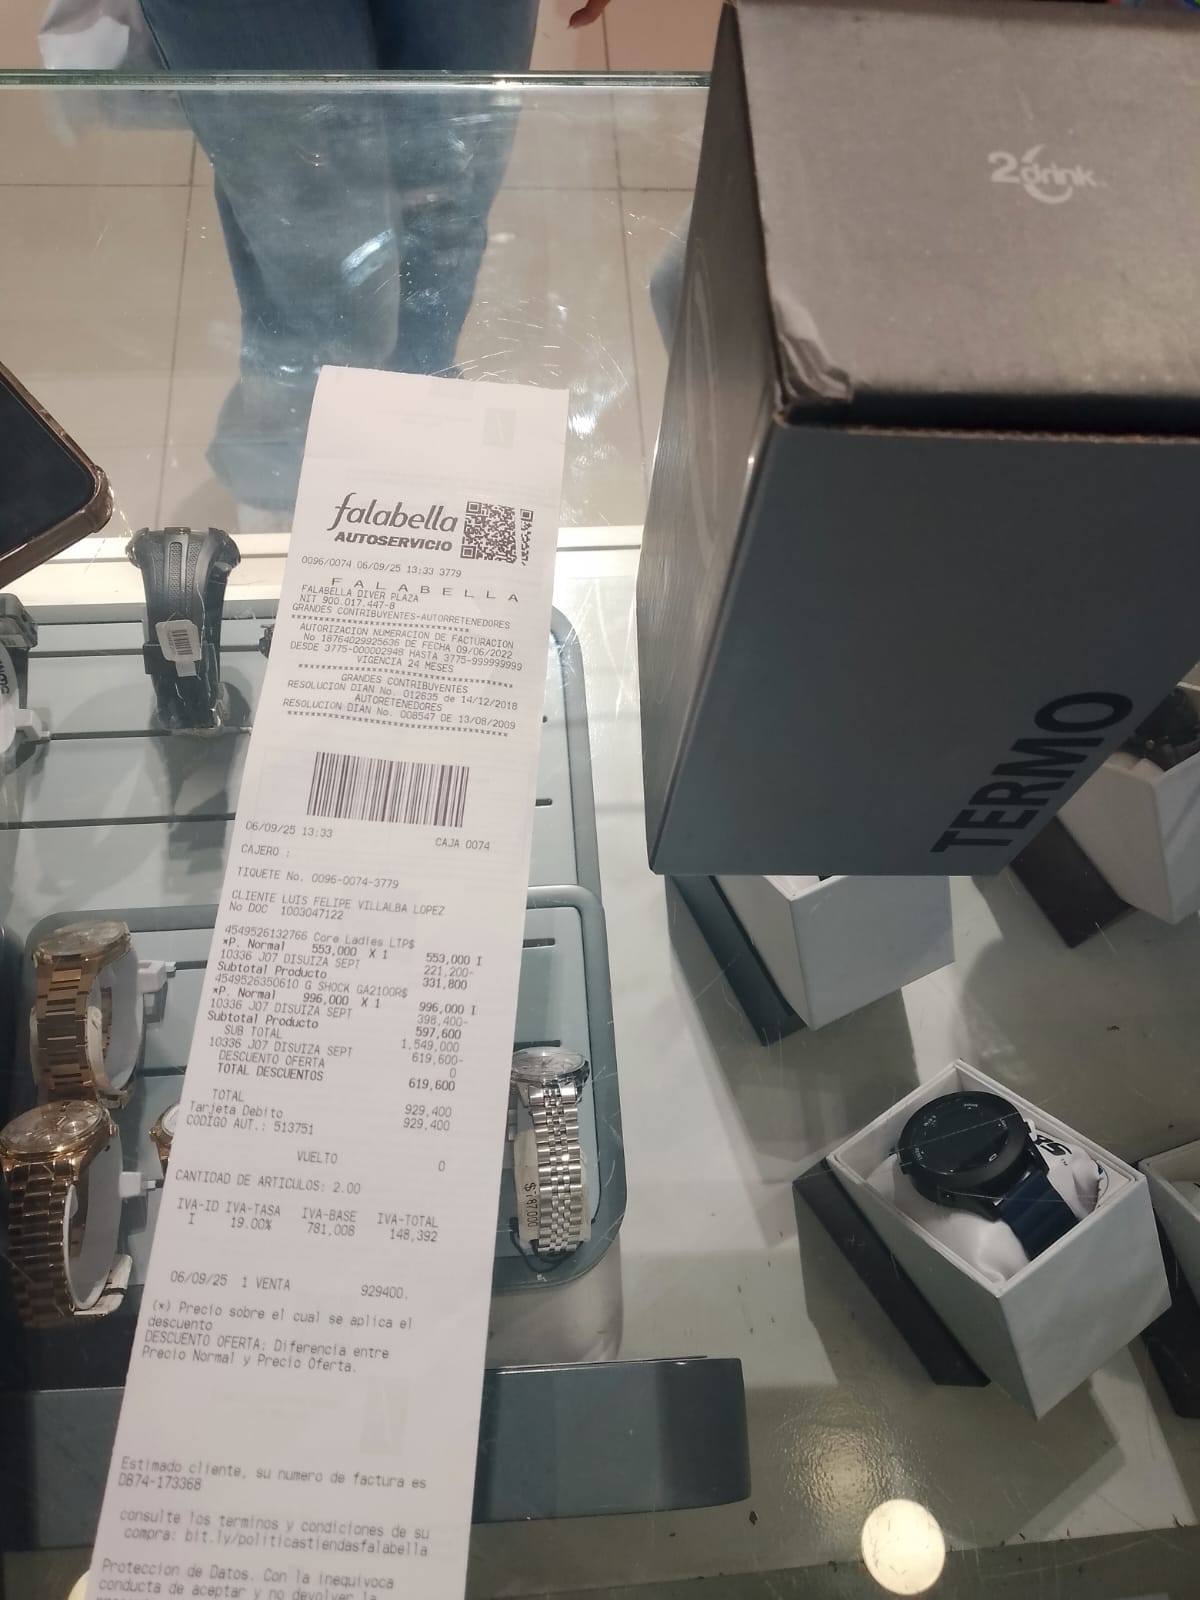 2drink
TERMO
falabella
AUTOSERVICIO
0096/0074 06/09/25 13:33 3779
F A L A B E L L A
FALABELLA DIVER PLAZA
NIT 900.017.447-8
GRANDES CONTRIBUYENTES-AUTORRETENEDORES
AUTORIZACION NUMERACION DE FACTURACION
No 18764029925636 DE FECHA 09/06/2022
DESDE 3775-000002948 HASTA 3775-999999999
VIGENCIA 24 MESES
GRANDES CONTRIBUYENTES
RESOLUCION DIAN No. 012635 de 14/12/2018
AUTORETENEDORES
RESOLUCION DIAN No. 008547 DE 13/08/2009
06/09/25 13:33 CAJA 0074
CAJERO :
TIQUETE No. 0096-0074-3779
CLIENTE LUIS FELIPE VILLALBA LOPEZ
No DOC 1003047122
4549526132766 Core Ladies LTP$
*P. Normal 553,000 X 1 553,000 I
10336 J07 DISUIZA SEPT 221,200-
Subtotal Producto 331,800
4549526350610 G SHOCK GA2100R$
*P. Normal 996,000 X 1 996,000 I
10336 J07 DISUIZA SEPT 398,400-
Subtotal Producto 597,600
SUB TOTAL 1,549,000
10336 J07 DISUIZA SEPT 619,600-
DESCUENTO OFERTA 0
TOTAL DESCUENTOS 619,600
TOTAL 929,400
Tarjeta Debito 929,400
CODIGO AUT.: 513751
VUELTO 0
CANTIDAD DE ARTICULOS: 2.00
IVA-ID IVA-TASA IVA-BASE IVA-TOTAL
I 19.00% 781,008 148,392
06/09/25 1 VENTA 929400.
(*) Precio sobre el cual se aplica el
descuento
DESCUENTO OFERTA: Diferencia entre
Precio Normal y Precio Oferta.
Estimado cliente, su numero de factura es
DB74-173368
consulte los terminos y condiciones de su
compra: bit.ly/politicastiendasfalabella
Proteccion de Datos. Con la inequivoca
conducta de aceptar y no devolver la
$787,000